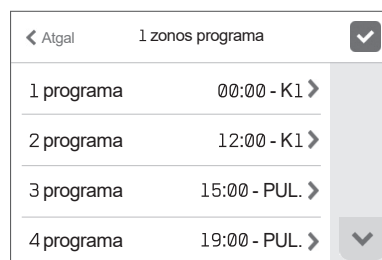 Atgal 1 zonos programa
1 programa 00:00 - K1
2 programa 12:00 - K1
3 programa 15:00 - PUL.
4 programa 19:00 - PUL.